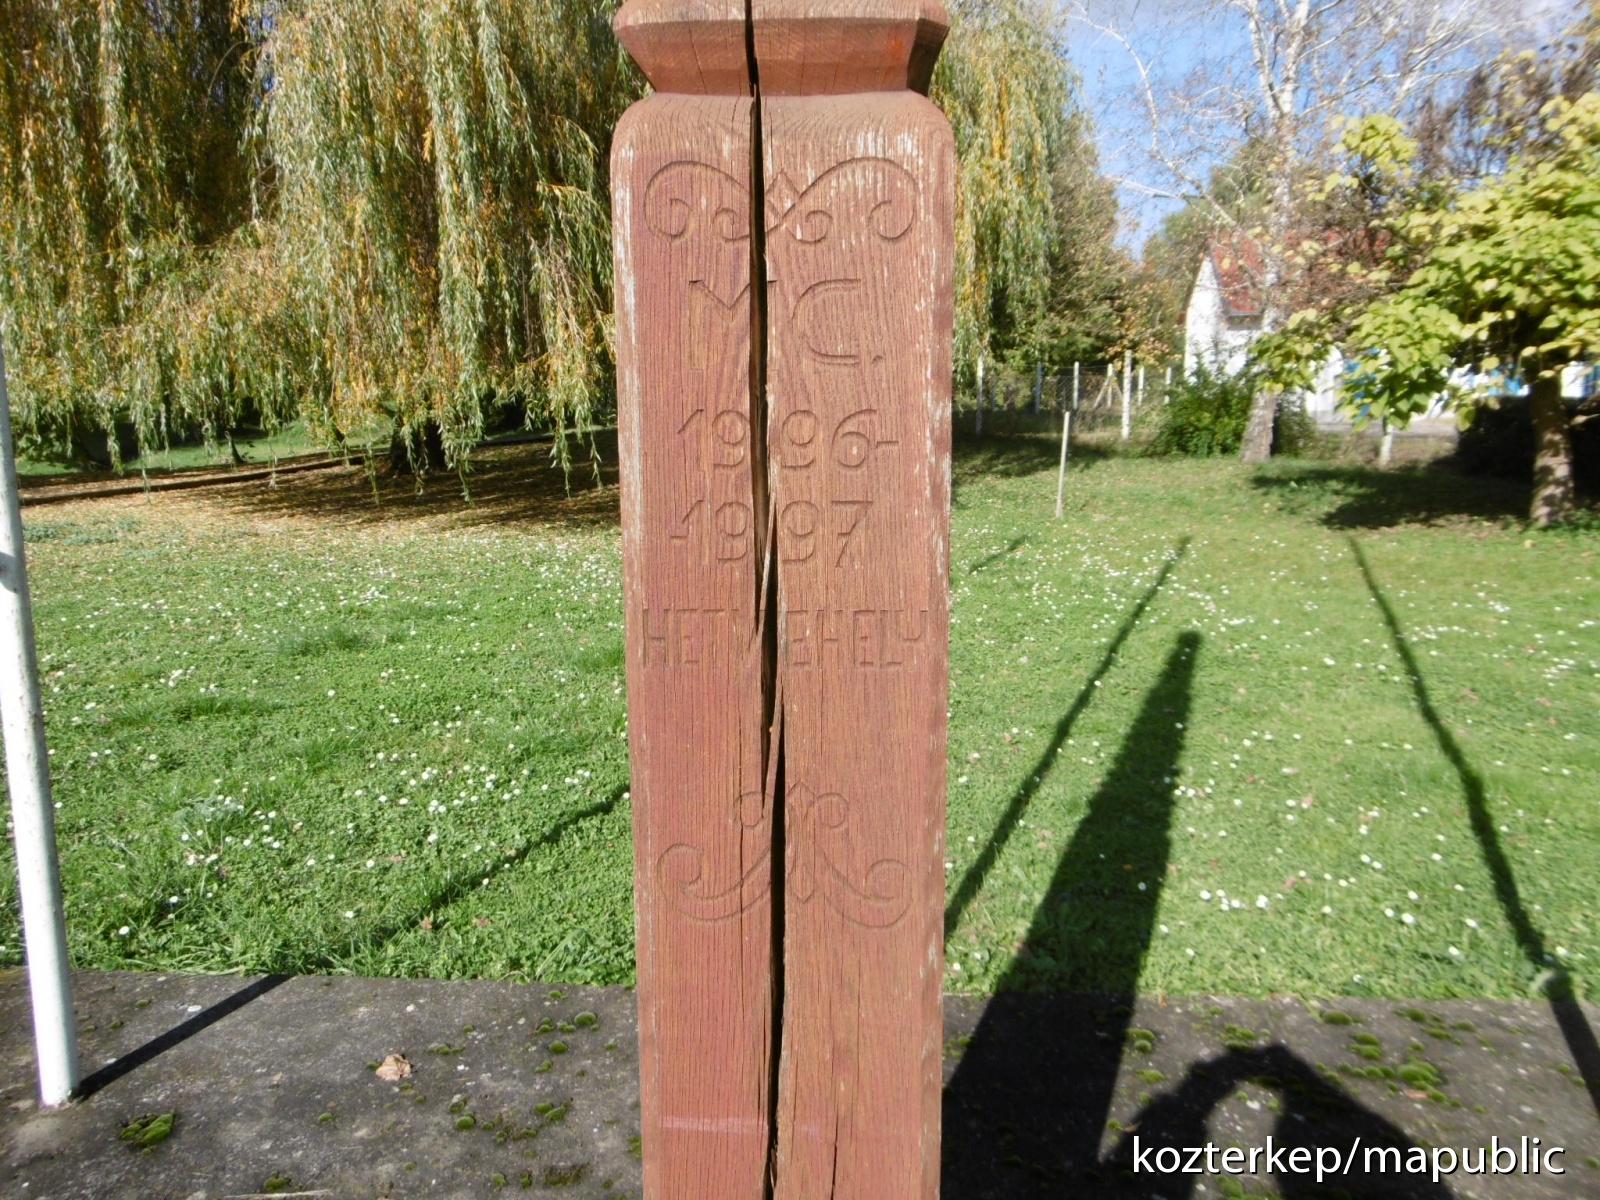 M.C.
1996-
-1997
HETVEHELY
kozterkep/mapublic